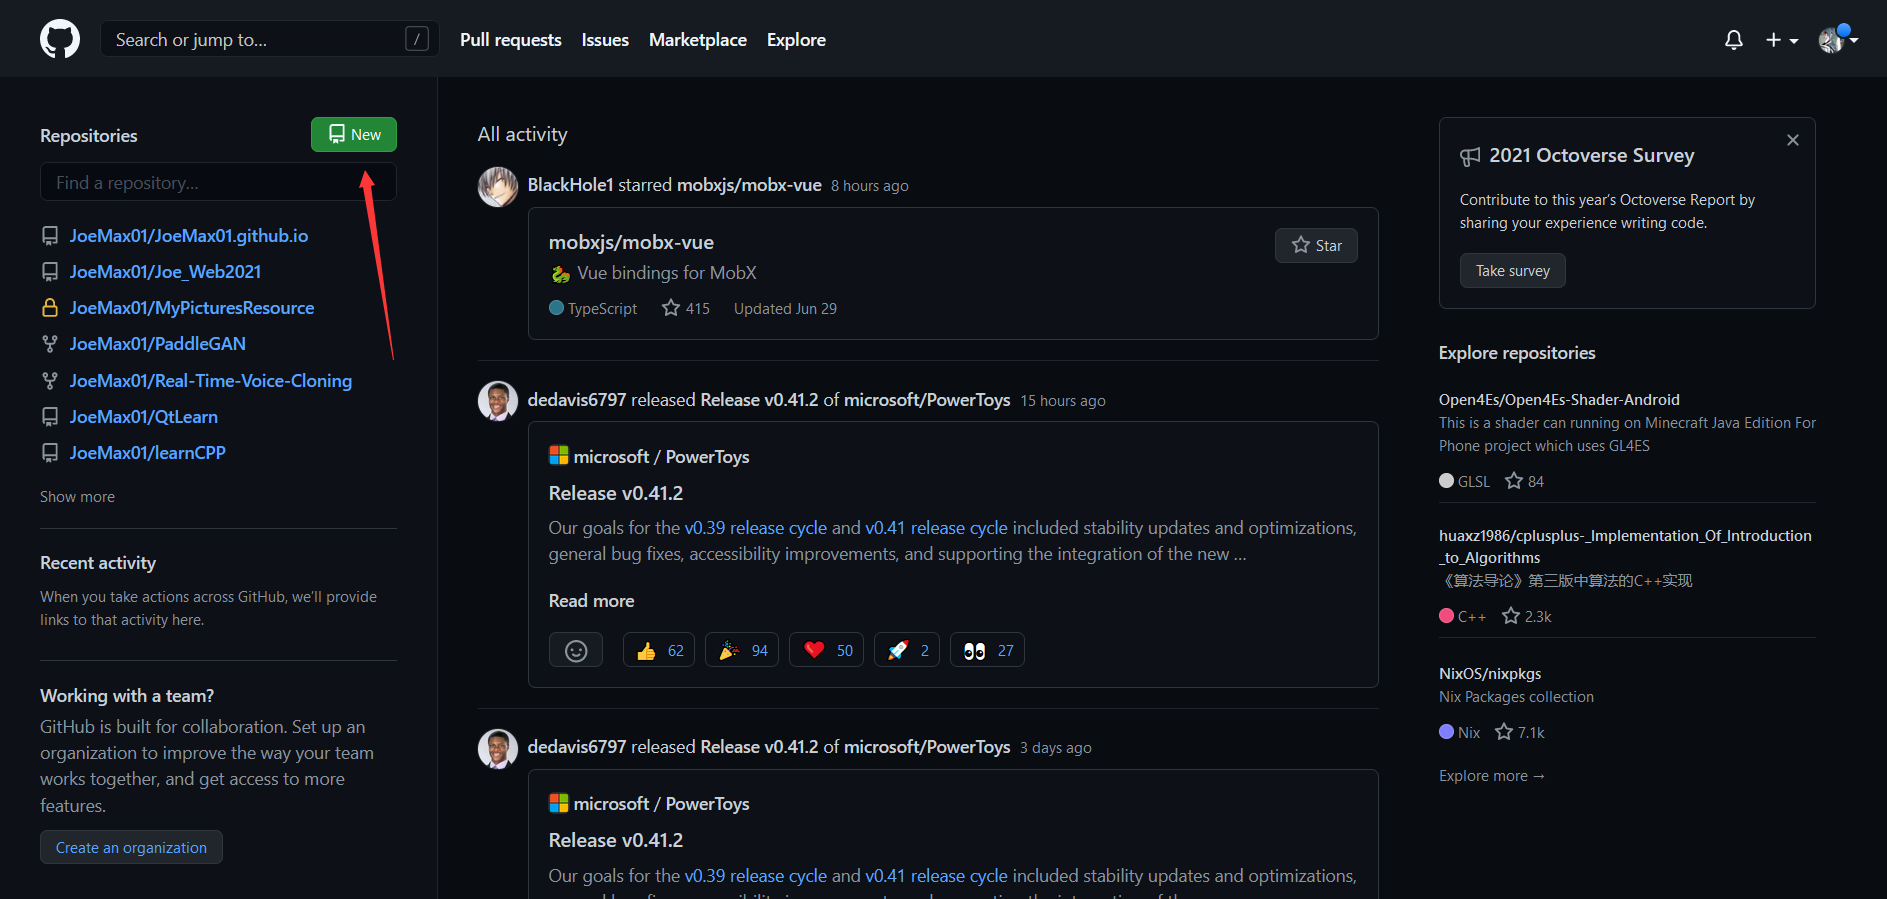 Search or jump to...
/
Pull requests
Issues
Marketplace
Explore
Repositories
New
Find a repository...
JoeMax01/JoeMax01.github.io
JoeMax01/Joe_Web2021
JoeMax01/MyPicturesResource
JoeMax01/PaddleGAN
JoeMax01/Real-Time-Voice-Cloning
JoeMax01/QtLearn
JoeMax01/learnCPP
Show more
Recent activity
When you take actions across GitHub, we'll provide
links to that activity here.
Working with a team?
GitHub is built for collaboration. Set up an
organization to improve the way your team
works together, and get access to more
features.
Create an organization
All activity
BlackHole1 starred mobxjs/mobx-vue 8 hours ago
mobxjs/mobx-vue
Star
Vue bindings for MobX
TypeScript 415 Updated Jun 29
dedavis6797 released Release v0.41.2 of microsoft/PowerToys 15 hours ago
microsoft / PowerToys
Release v0.41.2
Our goals for the v0.39 release cycle and v0.41 release cycle included stability updates and optimizations,
general bug fixes, accessibility improvements, and supporting the integration of the new ...
Read more
62 94 50 2 27
dedavis6797 released Release v0.41.2 of microsoft/PowerToys 3 days ago
microsoft / PowerToys
Release v0.41.2
Our goals for the v0.39 release cycle and v0.41 release cycle included stability updates and optimizations,
2021 Octoverse Survey
Contribute to this year's Octoverse Report by
sharing your experience writing code.
Take survey
Explore repositories
Open4Es/Open4Es-Shader-Android
This is a shader can running on Minecraft Java Edition For
Phone project which uses GL4ES
GLSL 84
huaxz1986/cplusplus-_Implementation_Of_Introduction
_to_Algorithms
《算法导论》第三版中算法的C++实现
C++ 2.3k
NixOS/nixpkgs
Nix Packages collection
Nix 7.1k
Explore more →